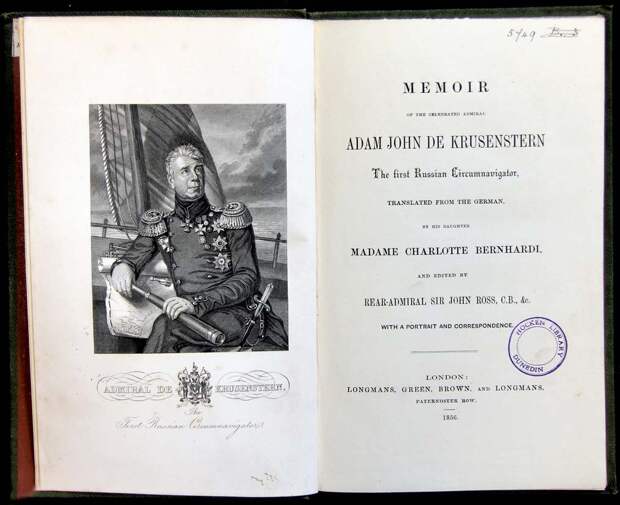 ADMIRAL DE KRUSENSTERN,
The
First Russian Circumnavigator.
5749
MEMOIR
OF THE CELEBRATED ADMIRAL
ADAM JOHN DE KRUSENSTERN
The first Russian Circumnavigator,
TRANSLATED FROM THE GERMAN,
BY HIS DAUGHTER
MADAME CHARLOTTE BERNHARDI,
AND EDITED BY
REAR-ADMIRAL SIR JOHN ROSS, C.B., &c.
WITH A PORTRAIT AND CORRESPONDENCE.
HOCKEN LIBRARY
DUNEDIN
LONDON:
LONGMANS, GREEN, BROWN, AND LONGMANS,
PATERNOSTER ROW.
1856.